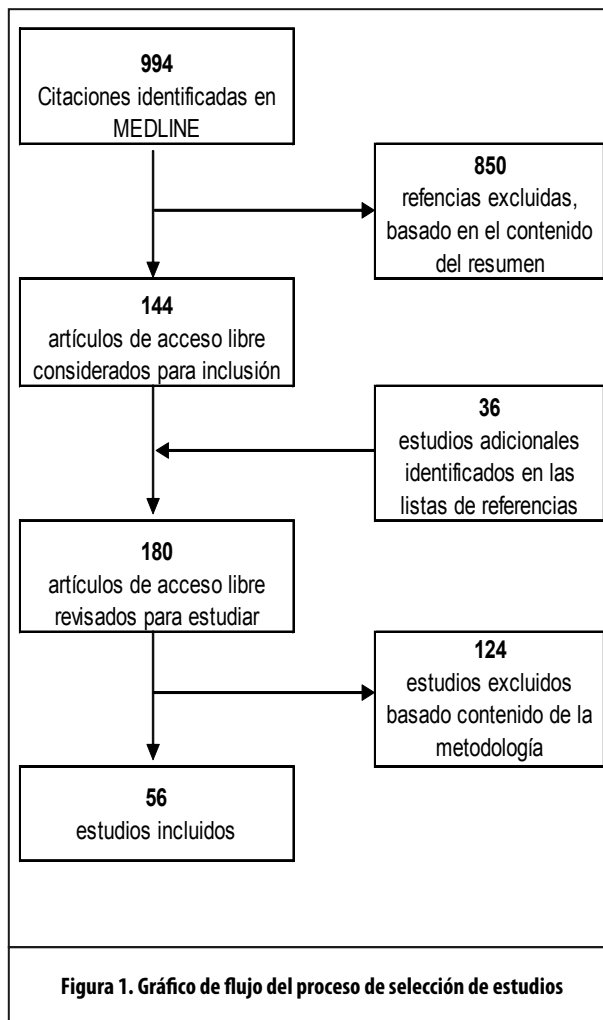 994
Citaciones identificadas en
MEDLINE
850
refencias excluidas,
basado en el contenido
del resumen
144
artículos de acceso libre
considerados para inclusión
36
estudios adicionales
identificados en las
listas de referencias
180
artículos de acceso libre
revisados para estudiar
124
estudios excluidos
basado contenido de la
metodología
56
estudios incluidos
Figura 1. Gráfico de flujo del proceso de selección de estudios